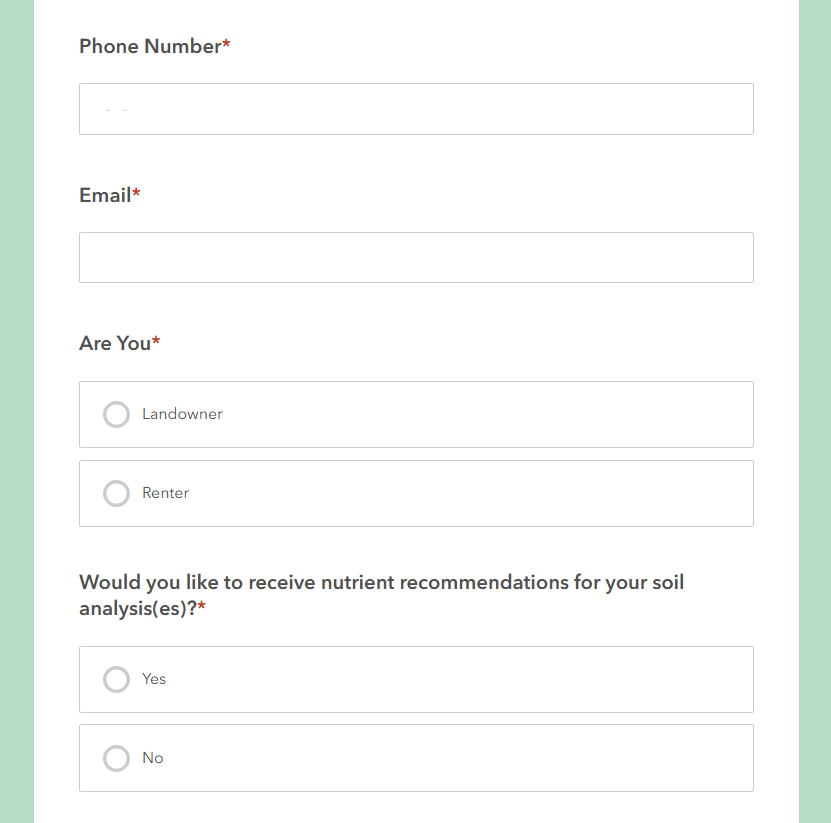 Phone Number*
- -
Email*
Are You*
Landowner
Renter
Would you like to receive nutrient recommendations for your soil
analysis(es)?*
Yes
No